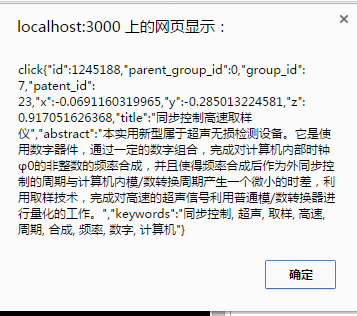 localhost:3000 上的网页显示：
click{"id":1245188,"parent_group_id":0,"group_id":
7,"patent_id":
23,"x":-0.0691160319965,"y":-0.285013224581,"z":
0.917051626368,"title":"同步控制高速取样
仪","abstract":"本实用新型属于超声无损检测设备。它是使
用数字器件，通过一定的数字组合，完成对计算机内部时钟
φ0的非整数的频率合成，并且使得频率合成后作为外同步控
制的周期与计算机内模/数转换周期产生一个微小的时差，利
用取样技术，完成对高速的超声信号利用普通模/数转换器进
行量化的工作。","keywords":"同步控制, 超声, 取样, 高速,
周期, 合成, 频率, 数字, 计算机"}
确定